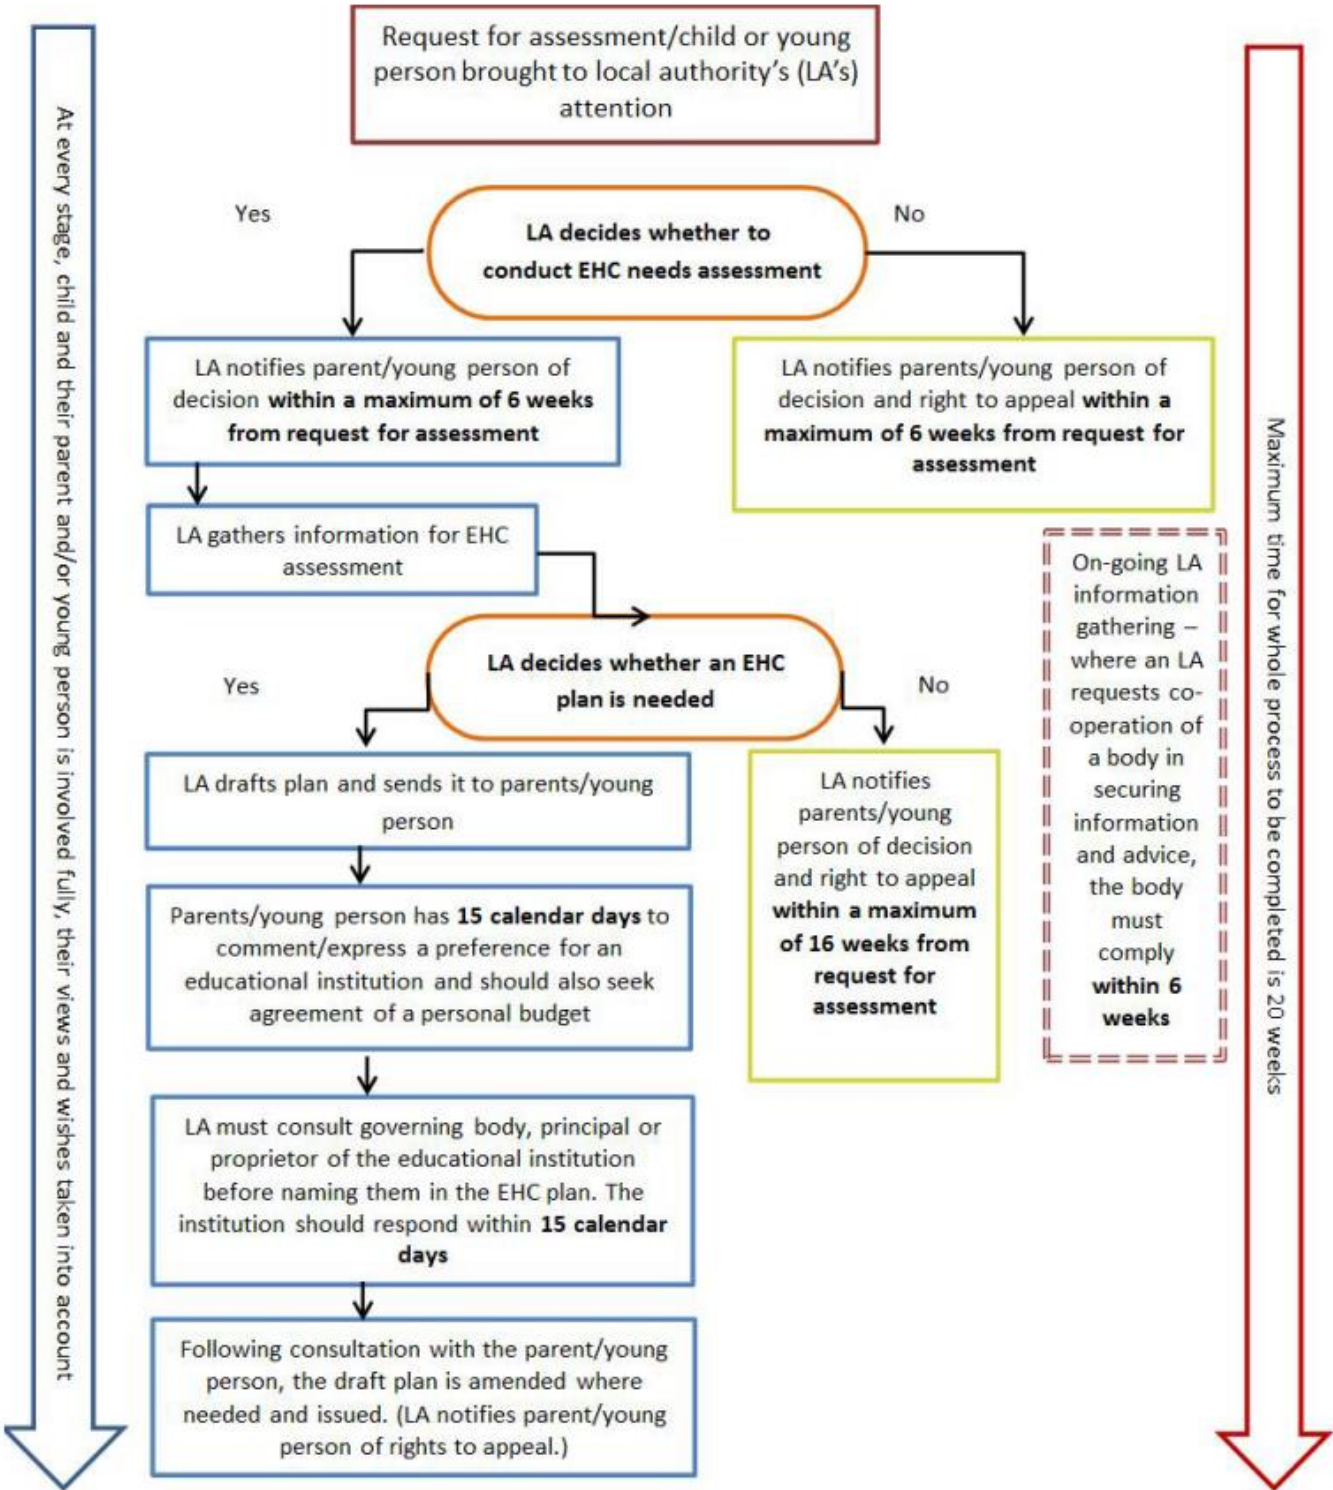 Request for assessment/child or young
person brought to local authority's (LA's)
attention
Yes
LA decides whether to
conduct EHC needs assessment
No
LA notifies parent/young person of
decision within a maximum of 6 weeks
from request for assessment
LA notifies parents/young person of
decision and right to appeal within a
maximum of 6 weeks from request for
assessment
LA gathers information for EHC
assessment
Yes
LA decides whether an EHC
plan is needed
No
LA drafts plan and sends it to parents/young
person
LA notifies
parents/young
person of decision
and right to appeal
within a maximum
of 16 weeks from
request for
assessment
On-going LA
information
gathering –
where an LA
requests co-
operation of
a body in
securing
information
and advice,
the body
must
comply
within 6
weeks
Parents/young person has 15 calendar days to
comment/express a preference for an
educational institution and should also seek
agreement of a personal budget
LA must consult governing body, principal or
proprietor of the educational institution
before naming them in the EHC plan. The
institution should respond within 15 calendar
days
Following consultation with the parent/young
person, the draft plan is amended where
needed and issued. (LA notifies parent/young
person of rights to appeal.)
At every stage, child and their parent and/or young person is involved fully, their views and wishes taken into account
Maximum time for whole process to be completed is 20 weeks